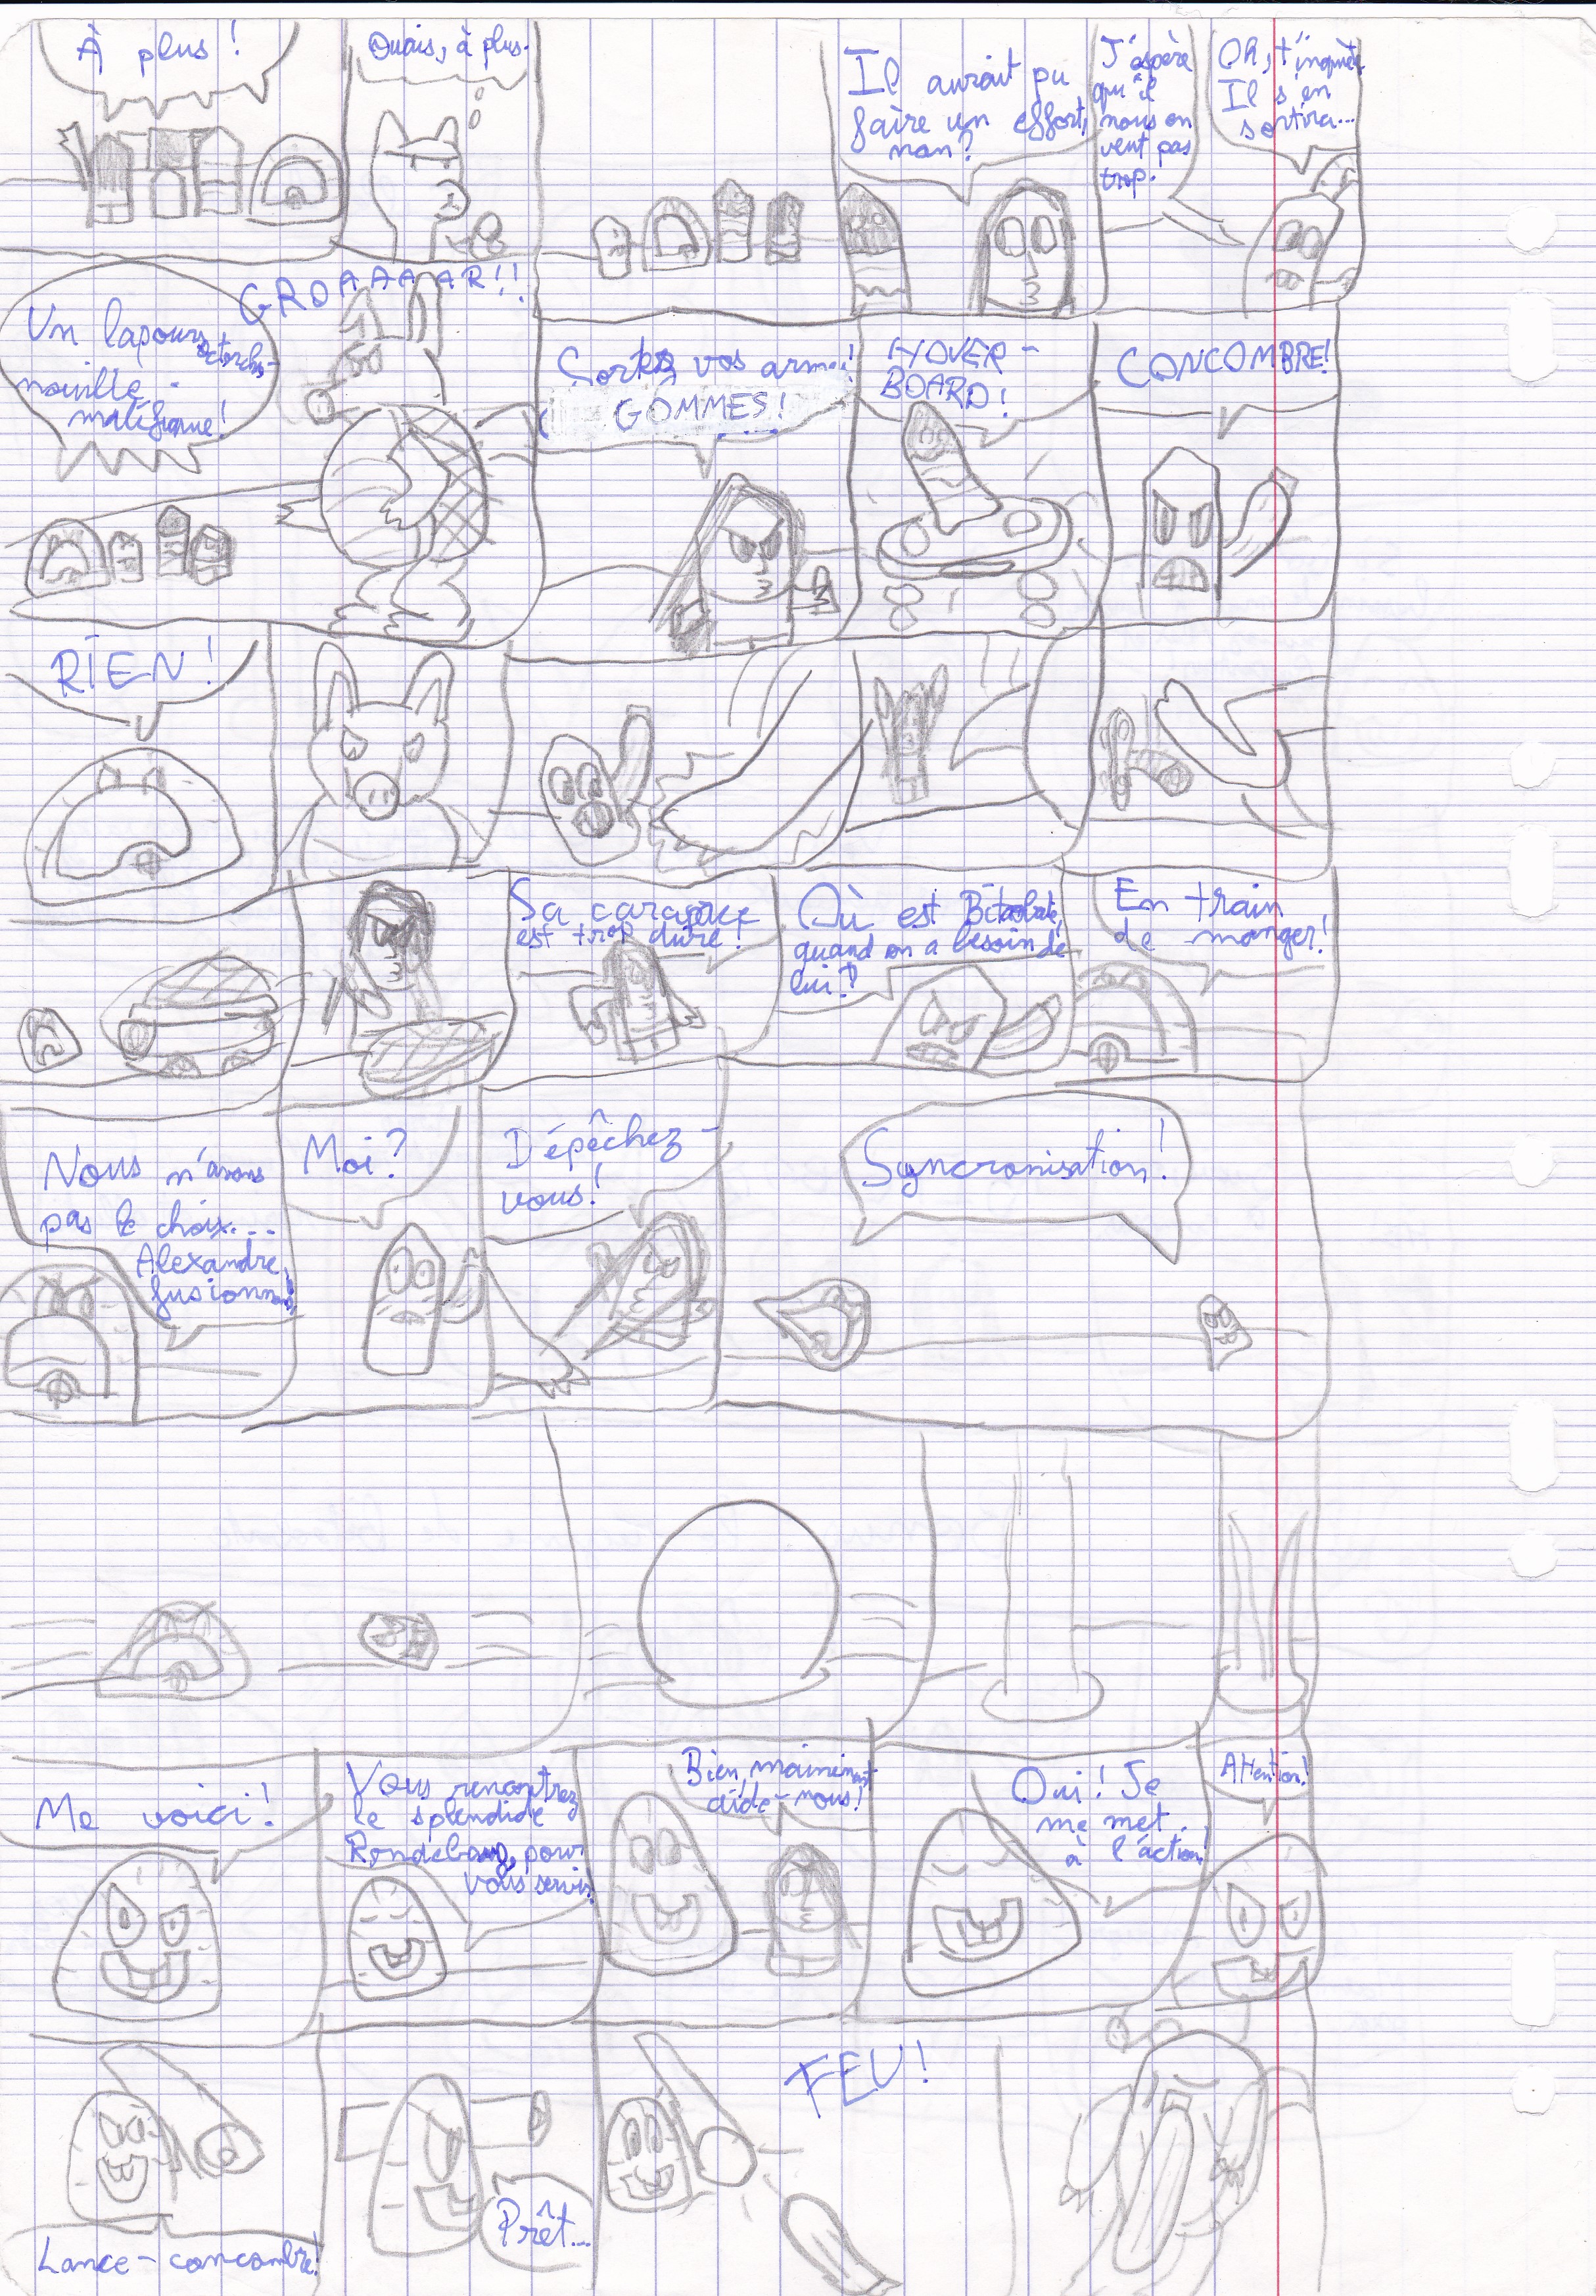 À plus !
Ouais, à plus.
Il aurait pu
faire un effort,
nan ?
J'espère
qu'il
nous en
veut pas
trop.
Oh, t'inquiète
Il s'en
sortira...
GROAAAAAR!!
Un lapours
nouille
maléfique !
Sortez vos armes !
GOMMES !
HOVER-
BOARD !
CONCOMBRE!
RIEN !
Sa carapace
est trop dure !
Où est
quand on a besoin de
lui ?!
En train
de manger !
Nous n'avons
pas le choix...
Alexandre,
fusionnons!
Moi ?
Dépêchez-
vous !
Syncronisation !
Me voici !
Vous rencontrez
le splendide
pour
vous servir!
Bien, maintenant
aide-nous !
Oui ! Je
me met
à l'action!
Attention!
Lance-concombre!
Prêt...
FEU !